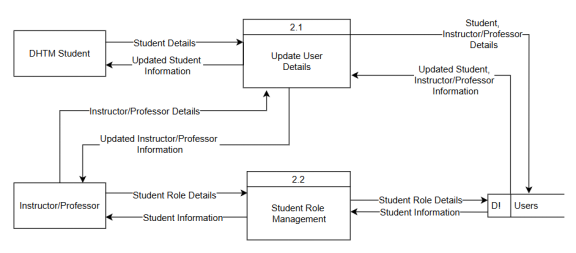 2.1
Student,
Instructor/Professor
Details
DHTM Student
Student Details
Updated Student
Information
Update User
Details
Updated Student,
Instructor/Professor
Information
Instructor/Professor Details
Updated Instructor/Professor
Information
2.2
Instructor/Professor
Student Role Details
Student Information
Student Role
Management
Student Role Details
Student Information
D!
Users